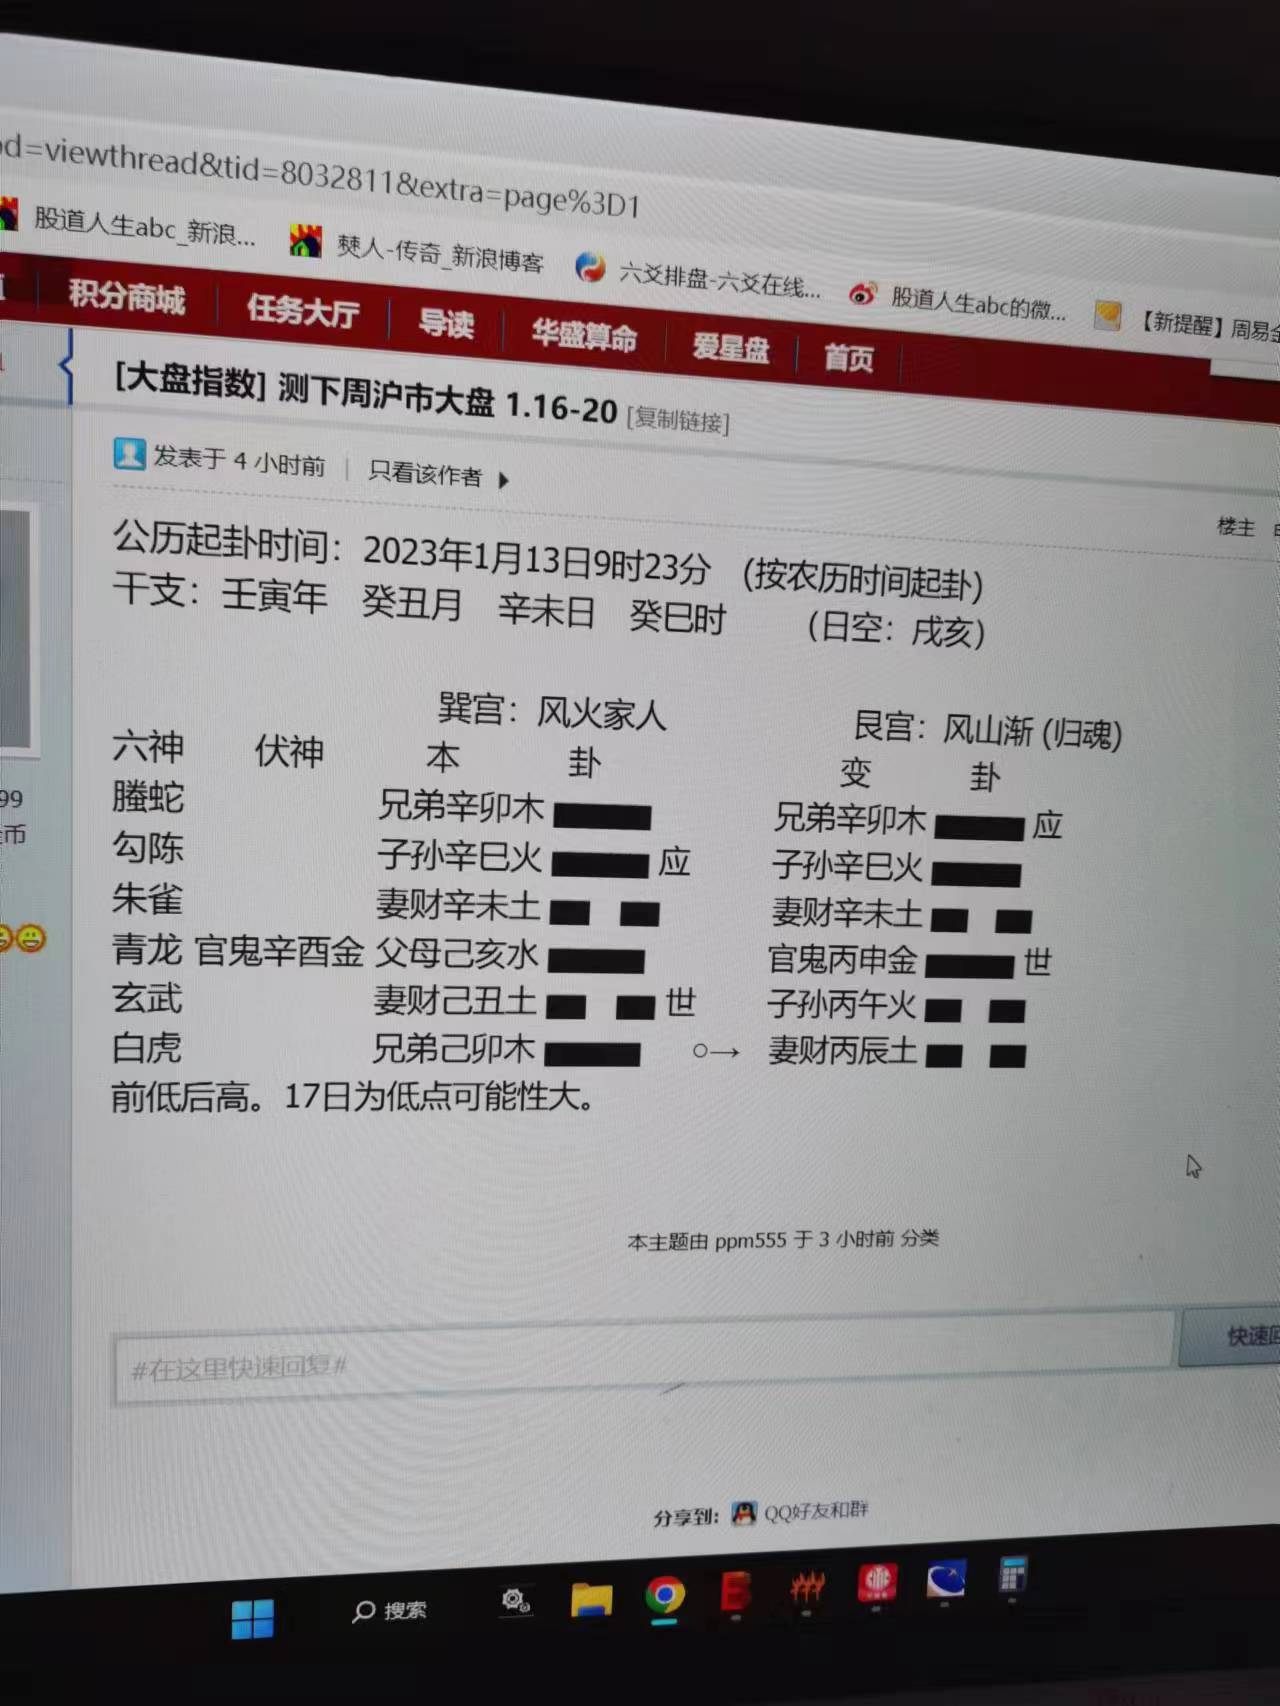 d=viewthread&tid=8032811&extra=page%3D1
股道人生abc_新浪... 僰人-传奇_新浪博客 六爻排盘-六爻在线... 股道人生abc的微... 【新提醒】周易金
积分商城 任务大厅 导读 华盛算命 爱星盘 首页
[大盘指数] 测下周沪市大盘 1.16-20 [复制链接]
发表于 4 小时前 | 只看该作者
楼主
公历起卦时间：2023年1月13日9时23分 (按农历时间起卦)
干支：壬寅年 癸丑月 辛未日 癸巳时 （日空：戌亥）
巽宫：风火家人 艮宫：风山渐 (归魂)
六神 伏神 本 卦 变 卦
螣蛇 兄弟辛卯木 兄弟辛卯木 应
勾陈 子孙辛巳火 应 子孙辛巳火
朱雀 妻财辛未土 妻财辛未土
青龙 官鬼辛酉金 父母己亥水 官鬼丙申金 世
玄武 妻财己丑土 世 子孙丙午火
白虎 兄弟己卯木 ○→ 妻财丙辰土
前低后高。17日为低点可能性大。
99
币
本主题由 ppm555 于 3 小时前 分类
#在这里快速回复#
快速回
分享到: QQ好友和群
搜索